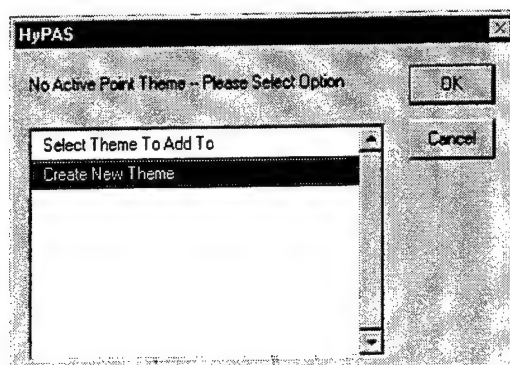 HyPAS
No Active Point Theme -- Please Select Option
OK
Cancel
Select Theme To Add To
Create New Theme